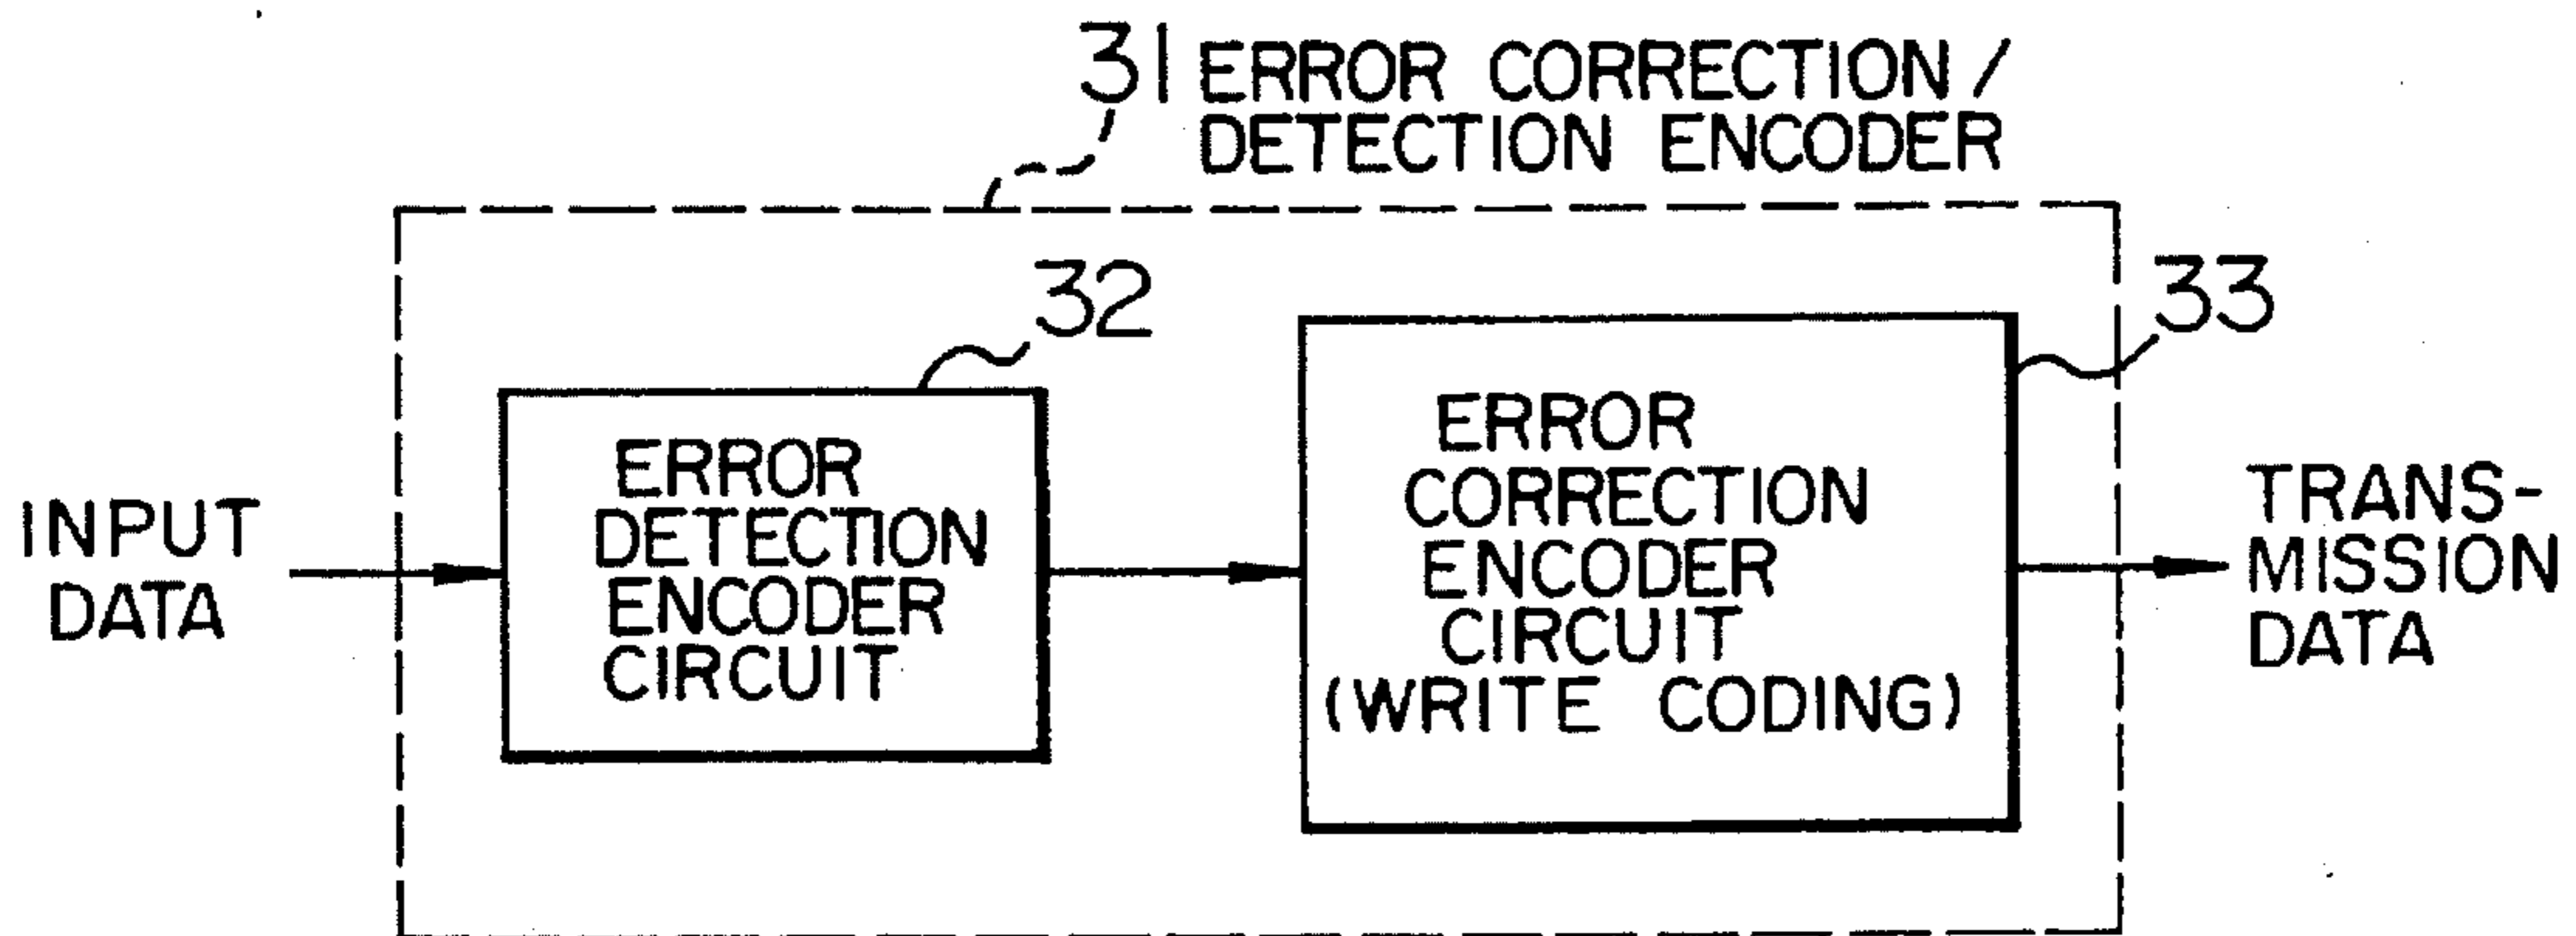 31 ERROR CORRECTION /
DETECTION ENCODER
32
33
INPUT
DATA
ERROR
DETECTION
ENCODER
CIRCUIT
ERROR
CORRECTION
ENCODER
CIRCUIT
(WRITE CODING)
TRANS-
MISSION
DATA